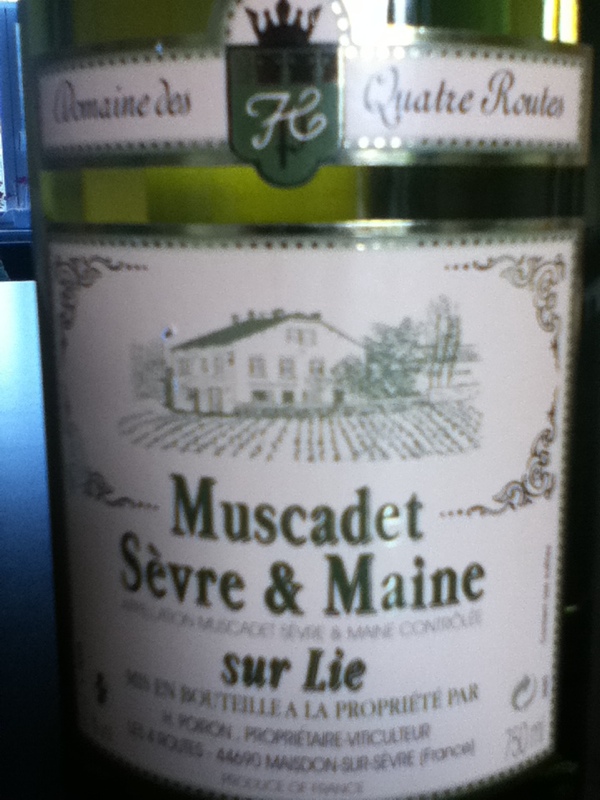 Domaine des H Quatre Routes
Muscadet
Sèvre & Maine
APPELLATION MUSCADET SÈVRE & MAINE CONTRÔLÉE
sur Lie
MIS EN BOUTEILLE A LA PROPRIÉTÉ PAR
H. POIRON . PROPRIÉTAIRE-VITICULTEUR
LES 4 ROUTES - 44690 MAISDON-SUR-SÈVRE (France)
750 ml
PRODUCE OF FRANCE